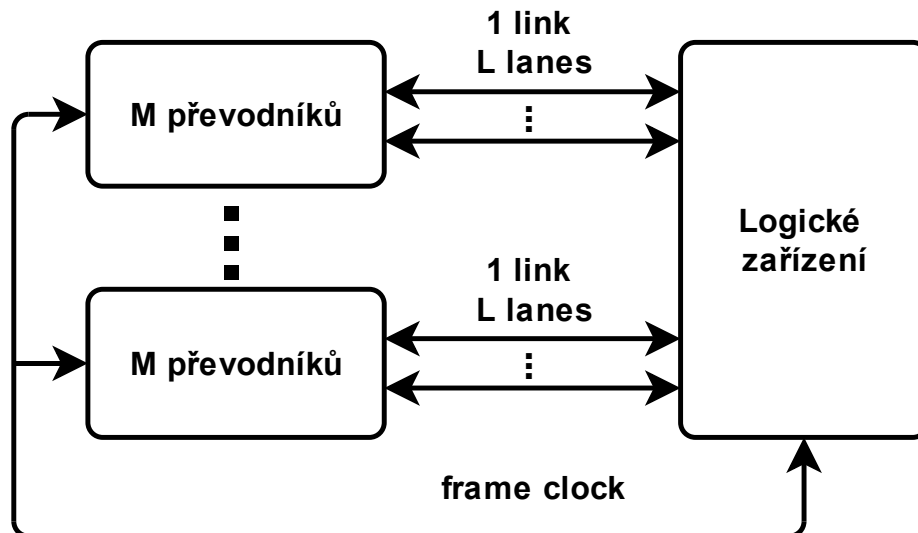 1 link
L lanes
M převodníků
Logické
zařízení
1 link
L lanes
M převodníků
frame clock